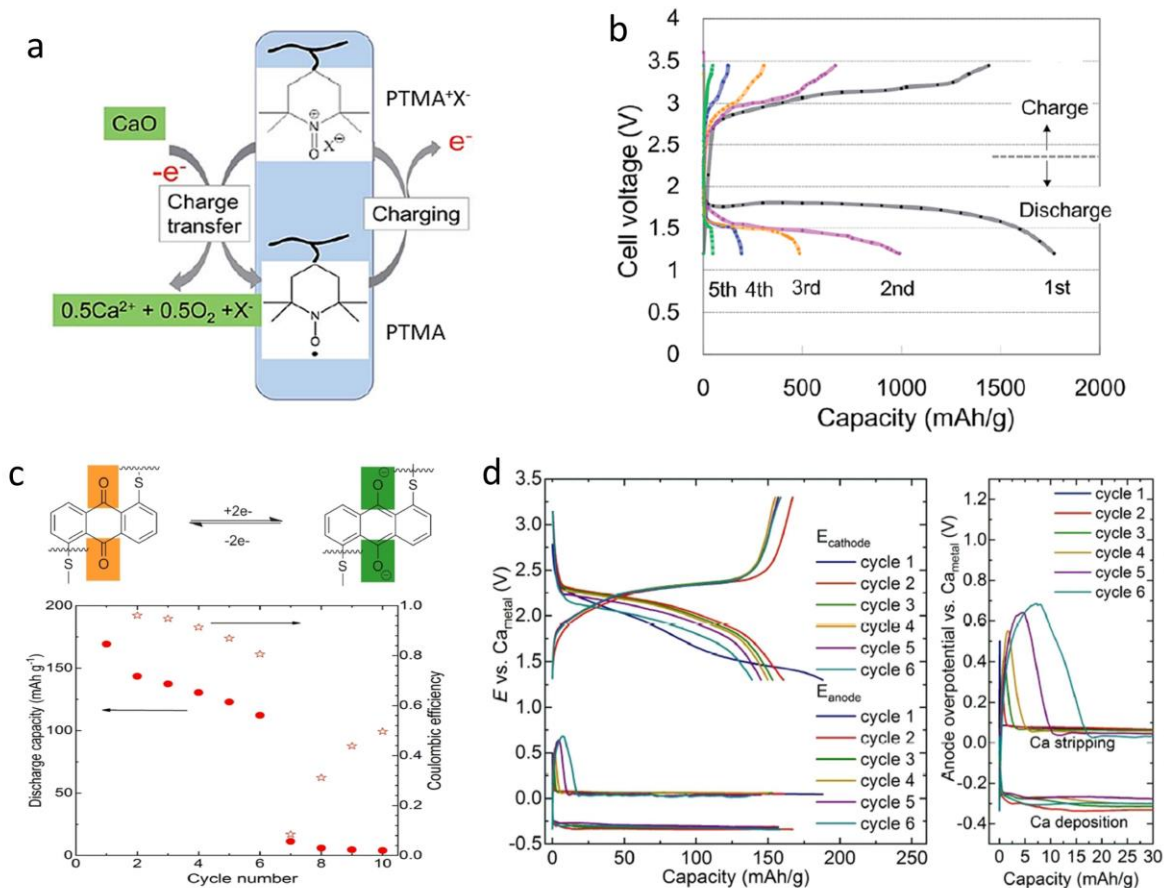 a
CaO
-e⁻
Charge
transfer
0.5Ca²⁺ + 0.5O₂ +X⁻
N
⊕
O
X⊖
PTMA⁺X⁻
e⁻
Charging
N
O
•
PTMA
b
Cell voltage (V)
4
3.5
3
2.5
2
1.5
1
0.5
0
Charge
Discharge
5th
4th
3rd
2nd
1st
0
500
1000
1500
2000
Capacity (mAh/g)
c
O
S
O
S
+2e-
-2e-
O⊖
S
O⊖
S
Discharge capacity (mAh g⁻¹)
200
150
100
50
0
1.0
0.8
0.6
0.4
0.2
0.0
Coulombic efficiency
0
2
4
6
8
10
Cycle number
d
E vs. Ca_metal (V)
3.5
3.0
2.5
2.0
1.5
1.0
0.5
0.0
-0.5
E_cathode
cycle 1
cycle 2
cycle 3
cycle 4
cycle 5
cycle 6
E_anode
cycle 1
cycle 2
cycle 3
cycle 4
cycle 5
cycle 6
0
50
100
150
200
250
Capacity (mAh/g)
Anode overpotential vs. Ca_metal (V)
1.2
1.0
0.8
0.6
0.4
0.2
0.0
-0.2
-0.4
cycle 1
cycle 2
cycle 3
cycle 4
cycle 5
cycle 6
Ca stripping
Ca deposition
0
5
10
15
20
25
30
Capacity (mAh/g)